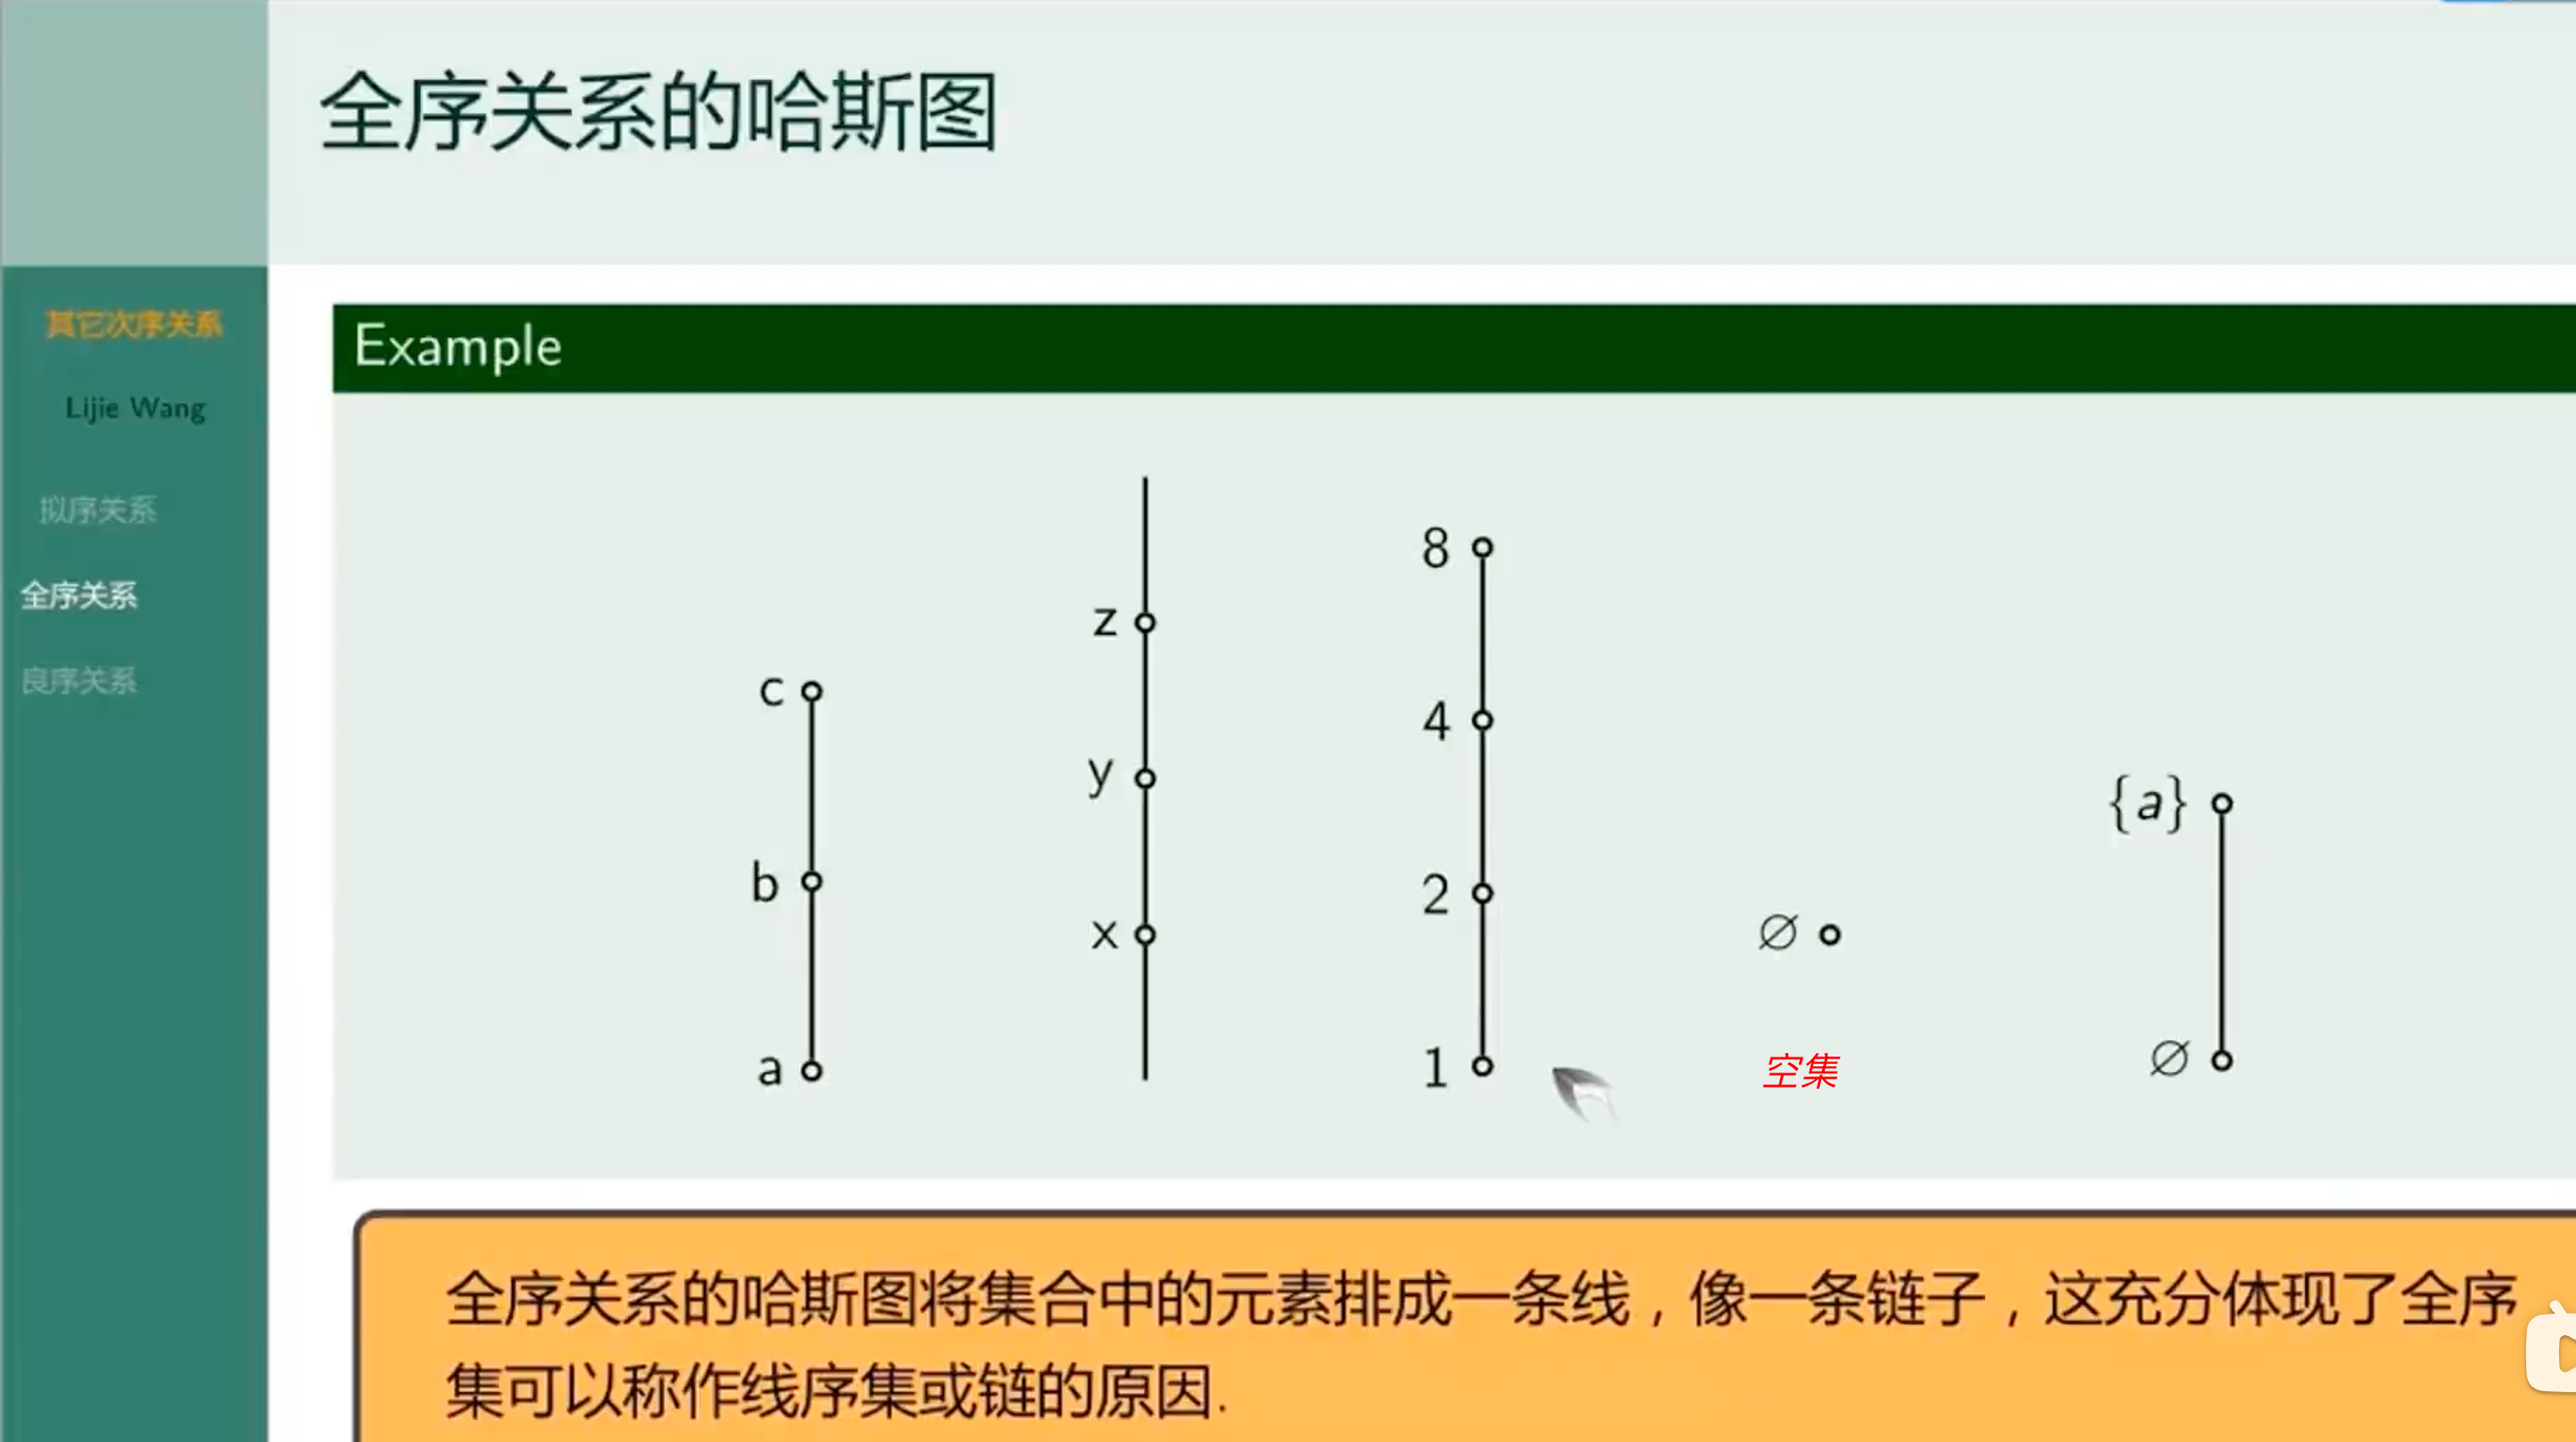 全序关系的哈斯图
其它次序关系
Lijie Wang
拟序关系
全序关系
良序关系
Example
c
b
a
z
y
x
8
4
2
1
∅
空集
{a}
∅
全序关系的哈斯图将集合中的元素排成一条线，像一条链子，这充分体现了全序
集可以称作线序集或链的原因.